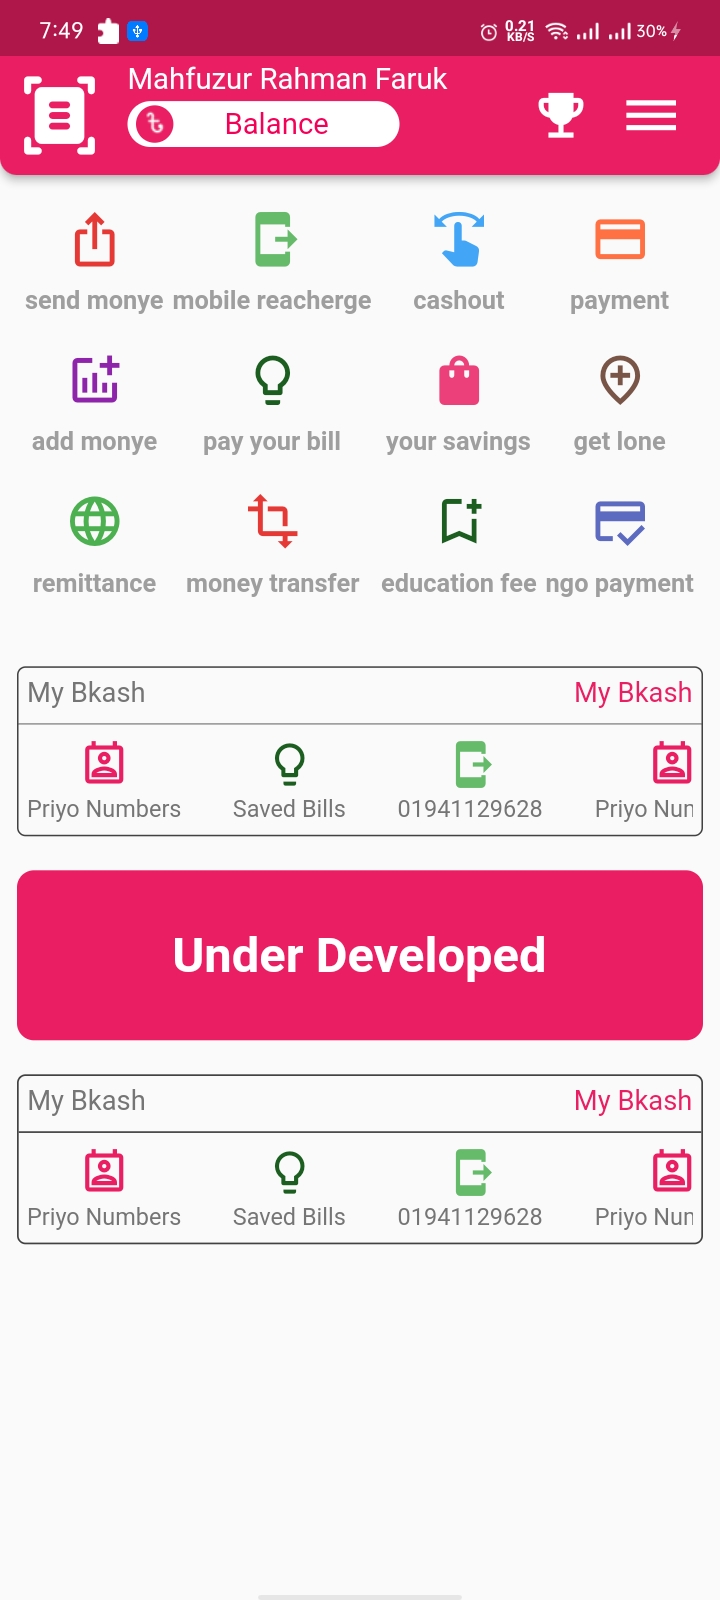 7:49 0.21 KB/S 30%
Mahfuzur Rahman Faruk
৳ Balance
send monye mobile reacherge cashout payment
add monye pay your bill your savings get lone
remittance money transfer education fee ngo payment
My Bkash My Bkash
Priyo Numbers Saved Bills 01941129628 Priyo Nun
Under Developed
My Bkash My Bkash
Priyo Numbers Saved Bills 01941129628 Priyo Nun